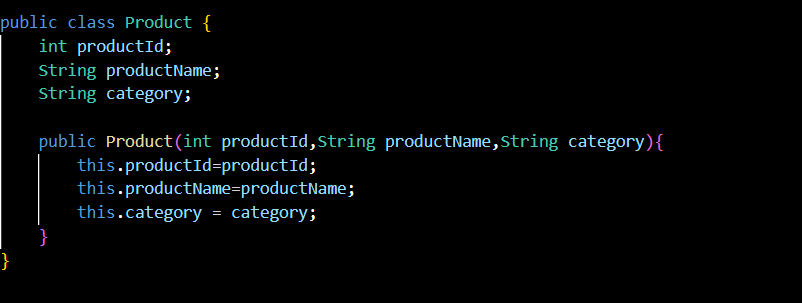 public class Product {
    int productId;
    String productName;
    String category;

    public Product(int productId,String productName,String category){
        this.productId=productId;
        this.productName=productName;
        this.category = category;
    }
}